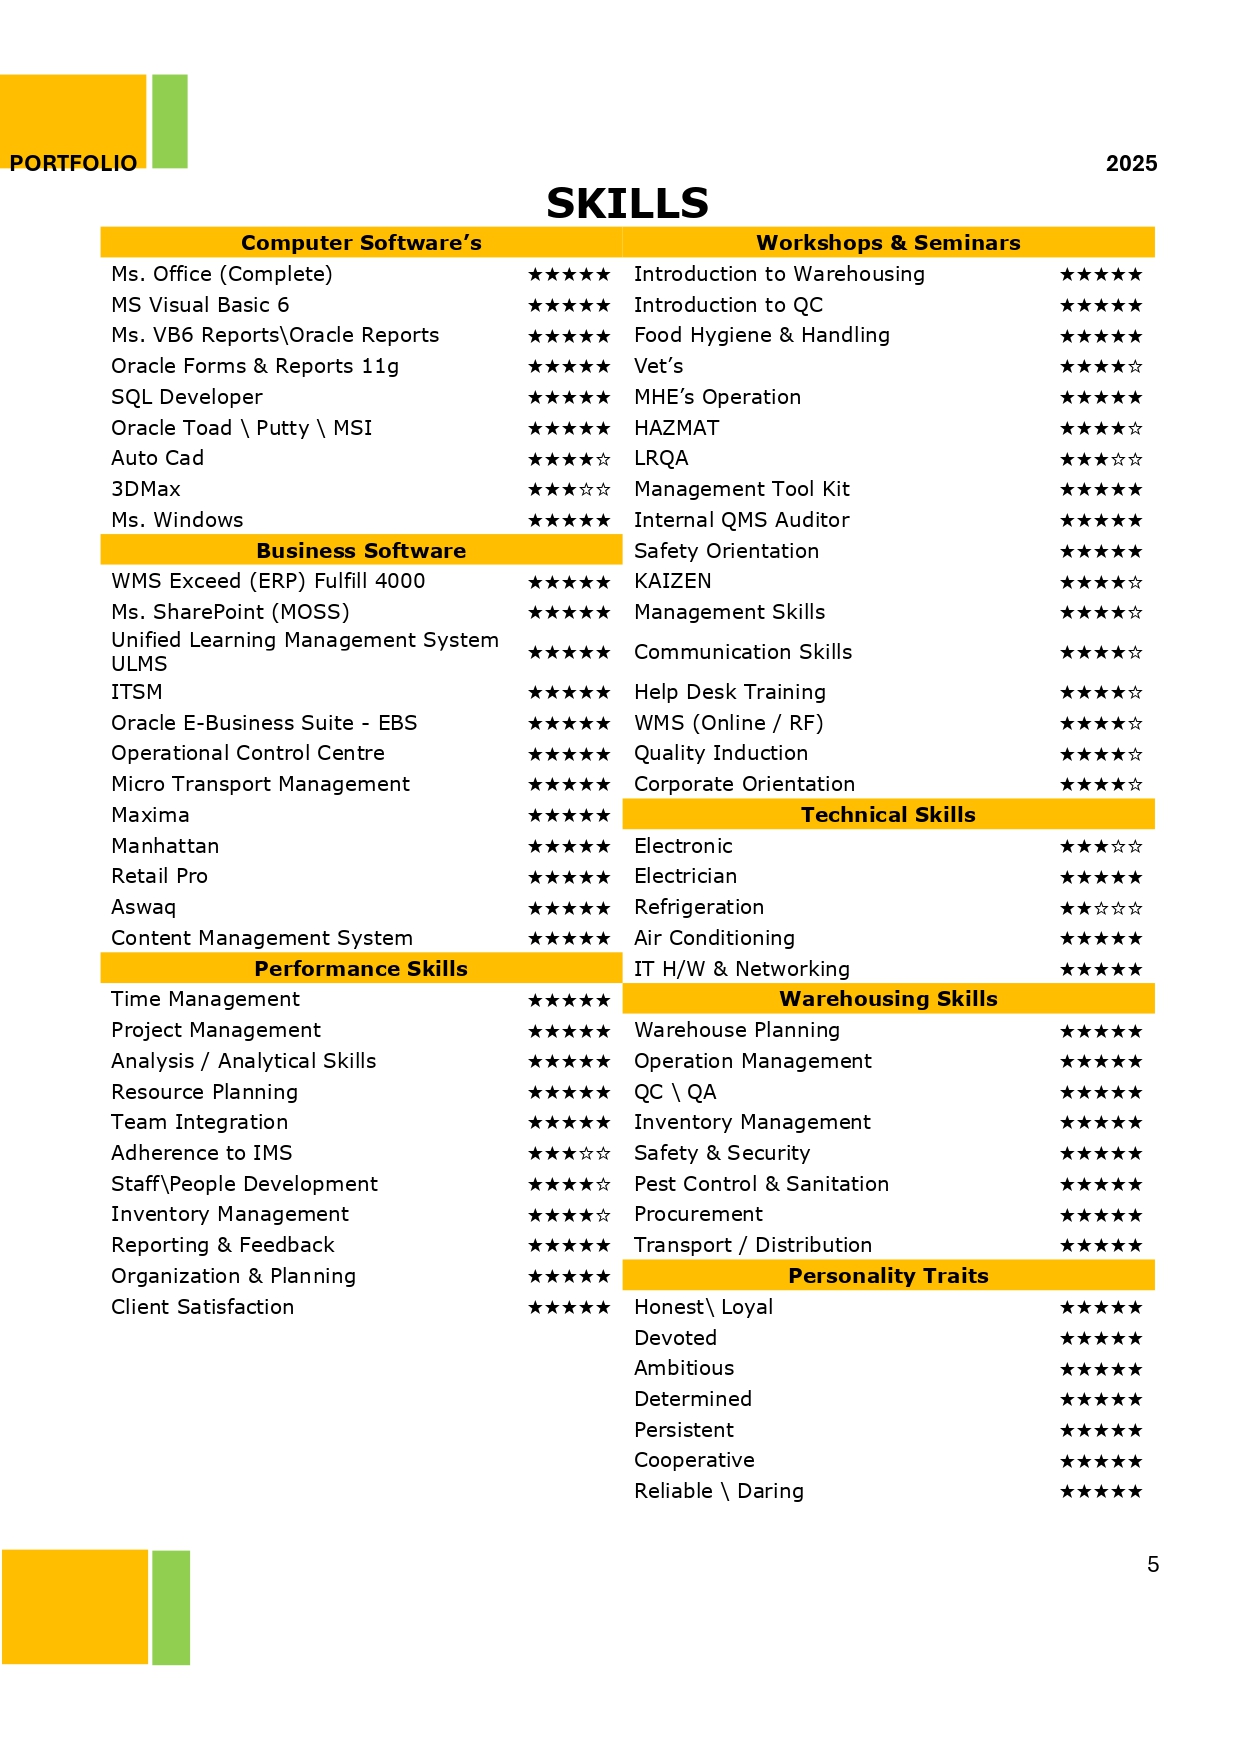 PORTFOLIO
2025
SKILLS
Computer Software’s
Ms. Office (Complete) ★★★★★
MS Visual Basic 6 ★★★★★
Ms. VB6 Reports\Oracle Reports ★★★★★
Oracle Forms & Reports 11g ★★★★★
SQL Developer ★★★★★
Oracle Toad \ Putty \ MSI ★★★★★
Auto Cad ★★★★☆
3DMax ★★★☆☆
Ms. Windows ★★★★★
Business Software
WMS Exceed (ERP) Fulfill 4000 ★★★★★
Ms. SharePoint (MOSS) ★★★★★
Unified Learning Management System
ULMS ★★★★★
ITSM ★★★★★
Oracle E-Business Suite - EBS ★★★★★
Operational Control Centre ★★★★★
Micro Transport Management ★★★★★
Maxima ★★★★★
Manhattan ★★★★★
Retail Pro ★★★★★
Aswaq ★★★★★
Content Management System ★★★★★
Performance Skills
Time Management ★★★★★
Project Management ★★★★★
Analysis / Analytical Skills ★★★★★
Resource Planning ★★★★★
Team Integration ★★★★★
Adherence to IMS ★★★☆☆
Staff\People Development ★★★★☆
Inventory Management ★★★★☆
Reporting & Feedback ★★★★★
Organization & Planning ★★★★★
Client Satisfaction ★★★★★
Workshops & Seminars
Introduction to Warehousing ★★★★★
Introduction to QC ★★★★★
Food Hygiene & Handling ★★★★★
Vet’s ★★★★☆
MHE’s Operation ★★★★★
HAZMAT ★★★★☆
LRQA ★★★☆☆
Management Tool Kit ★★★★★
Internal QMS Auditor ★★★★★
Safety Orientation ★★★★★
KAIZEN ★★★★☆
Management Skills ★★★★☆
Communication Skills ★★★★☆
Help Desk Training ★★★★☆
WMS (Online / RF) ★★★★☆
Quality Induction ★★★★☆
Corporate Orientation ★★★★☆
Technical Skills
Electronic ★★★☆☆
Electrician ★★★★★
Refrigeration ★★☆☆☆
Air Conditioning ★★★★★
IT H/W & Networking ★★★★★
Warehousing Skills
Warehouse Planning ★★★★★
Operation Management ★★★★★
QC \ QA ★★★★★
Inventory Management ★★★★★
Safety & Security ★★★★★
Pest Control & Sanitation ★★★★★
Procurement ★★★★★
Transport / Distribution ★★★★★
Personality Traits
Honest\ Loyal ★★★★★
Devoted ★★★★★
Ambitious ★★★★★
Determined ★★★★★
Persistent ★★★★★
Cooperative ★★★★★
Reliable \ Daring ★★★★★
5